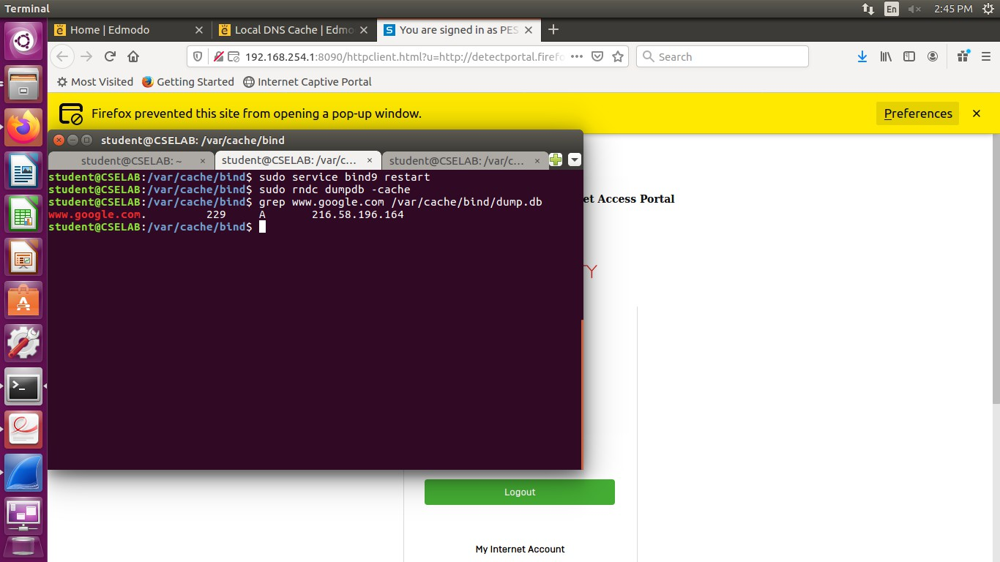 Terminal
En
2:45 PM
Home | Edmodo
Local DNS Cache | Edmo
You are signed in as PES
192.168.254.1:8090/httpclient.html?u=http://detectportal.firefo
Search
Most Visited
Getting Started
Internet Captive Portal
Firefox prevented this site from opening a pop-up window.
Preferences
student@CSELAB: /var/cache/bind
student@CSELAB: ~
student@CSELAB: /var/c...
student@CSELAB: /var/c...
student@CSELAB:/var/cache/bind$ sudo service bind9 restart
student@CSELAB:/var/cache/bind$ sudo rndc dumpdb -cache
student@CSELAB:/var/cache/bind$ grep www.google.com /var/cache/bind/dump.db
www.google.com. 229 A 216.58.196.164
student@CSELAB:/var/cache/bind$
et Access Portal
Y
Logout
My Internet Account